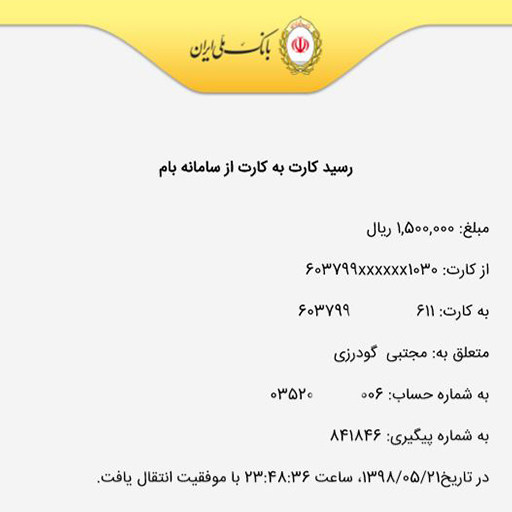 بانک ملی ایران
رسید کارت به کارت از سامانه بام
مبلغ: ۱,۵۰۰,۰۰۰ ریال
از کارت: ۶۰۳۷۹۹xxxxxx۱۰۳۰
به کارت: ۶۱۱ ۶۰۳۷۹۹
متعلق به: مجتبی گودرزی
به شماره حساب: ۰۰۶ ۰۳۵۲۰
به شماره پیگیری: ۸۴۱۸۴۶
در تاریخ۱۳۹۸/۰۵/۲۱، ساعت ۲۳:۴۸:۳۶ با موفقیت انتقال یافت.